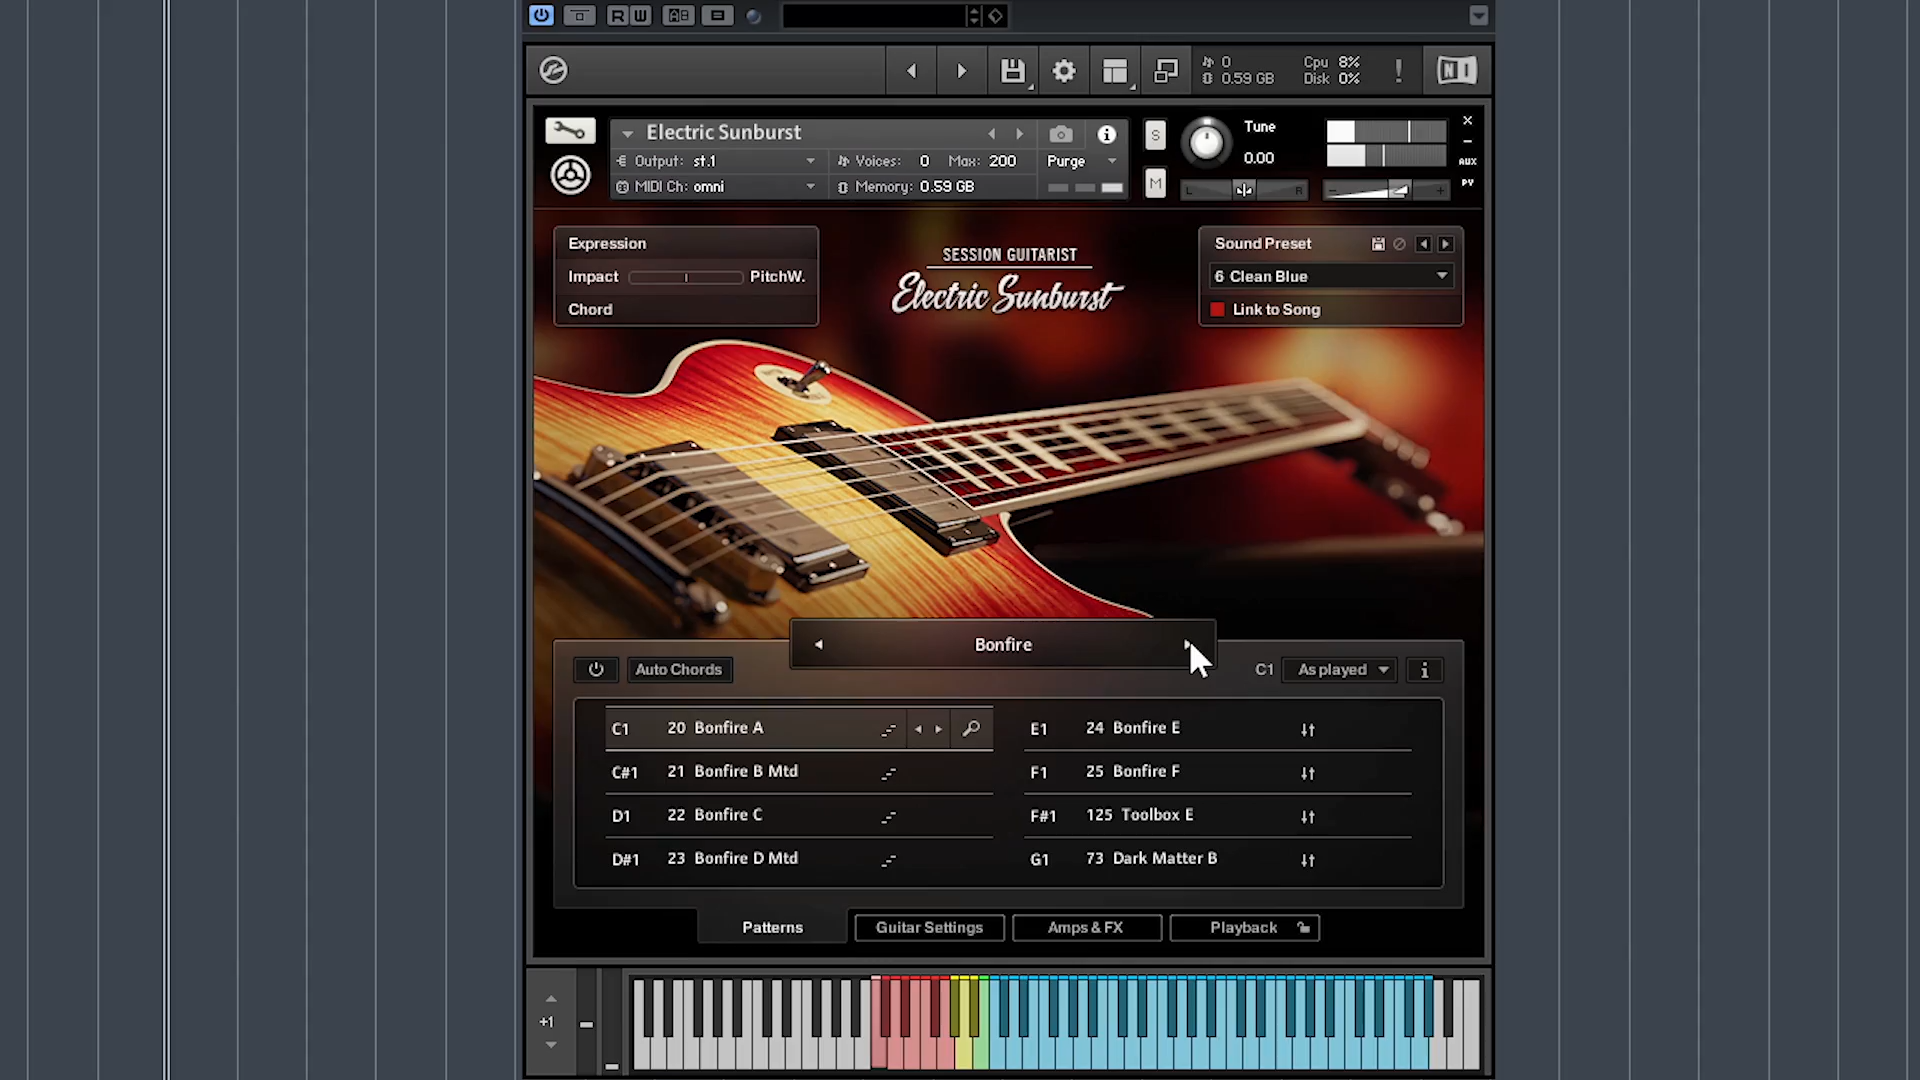 R W
Cpu 8%
Disk 0%
0
0.59 GB
!
NI
Electric Sunburst
S
Tune
0.00
Output: st.1
Voices: 0 Max: 200
Purge
MIDI Ch: omni
Memory: 0.59 GB
M
L R
- +
AUX
PV
Expression
Impact PitchW.
Chord
SESSION GUITARIST
Electric Sunburst
Sound Preset
6 Clean Blue
Link to Song
Bonfire
Auto Chords
C1 As played
i
C1 20 Bonfire A
E1 24 Bonfire E
C#1 21 Bonfire B Mtd
F1 25 Bonfire F
D1 22 Bonfire C
F#1 125 Toolbox E
D#1 23 Bonfire D Mtd
G1 73 Dark Matter B
Patterns
Guitar Settings
Amps & FX
Playback
+1